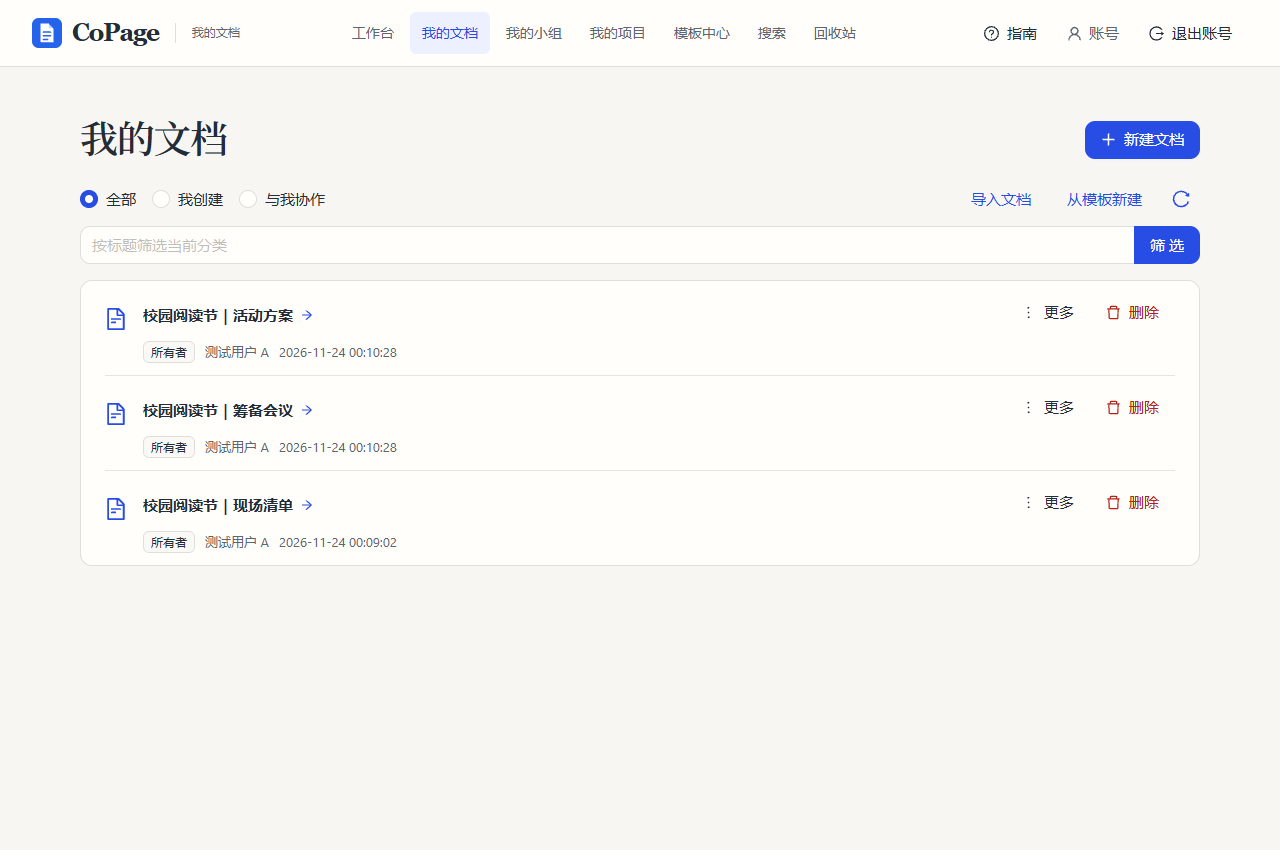 CoPage 我的文档 工作台 我的文档 我的小组 我的项目 模板中心 搜索 回收站 指南 账号 退出账号
我的文档 新建文档
全部 我创建 与我协作 导入文档 从模板新建
按标题筛选当前分类 筛选
校园阅读节 | 活动方案 更多 删除
所有者 测试用户 A 2026-11-24 00:10:28
校园阅读节 | 筹备会议 更多 删除
所有者 测试用户 A 2026-11-24 00:10:28
校园阅读节 | 现场清单 更多 删除
所有者 测试用户 A 2026-11-24 00:09:02